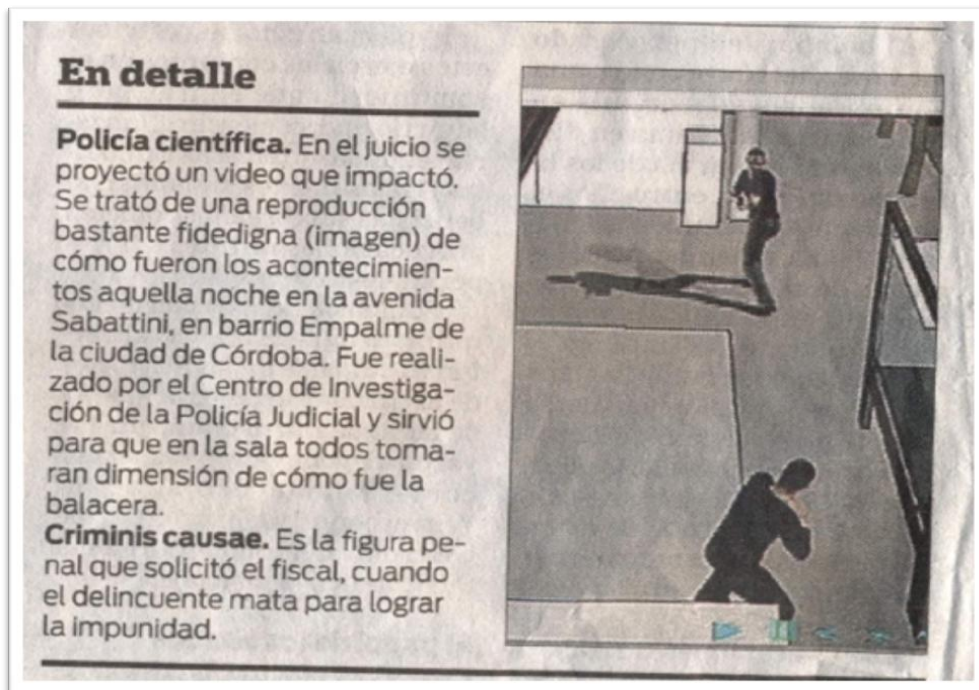 En detalle
Policía científica. En el juicio se
proyectó un video que impactó.
Se trató de una reproducción
bastante fidedigna (imagen) de
cómo fueron los acontecimien-
tos aquella noche en la avenida
Sabattini, en barrio Empalme de
la ciudad de Córdoba. Fue reali-
zado por el Centro de Investiga-
ción de la Policía Judicial y sirvió
para que en la sala todos toma-
ran dimensión de cómo fue la
balacera.
Criminis causae. Es la figura pe-
nal que solicitó el fiscal, cuando
el delincuente mata para lograr
la impunidad.